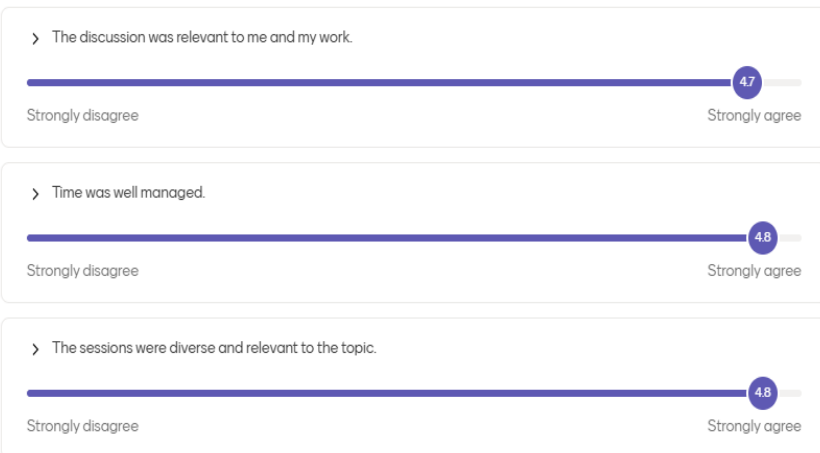 The discussion was relevant to me and my work.
4.7
Strongly disagree Strongly agree
Time was well managed.
4.8
Strongly disagree Strongly agree
The sessions were diverse and relevant to the topic.
4.8
Strongly disagree Strongly agree